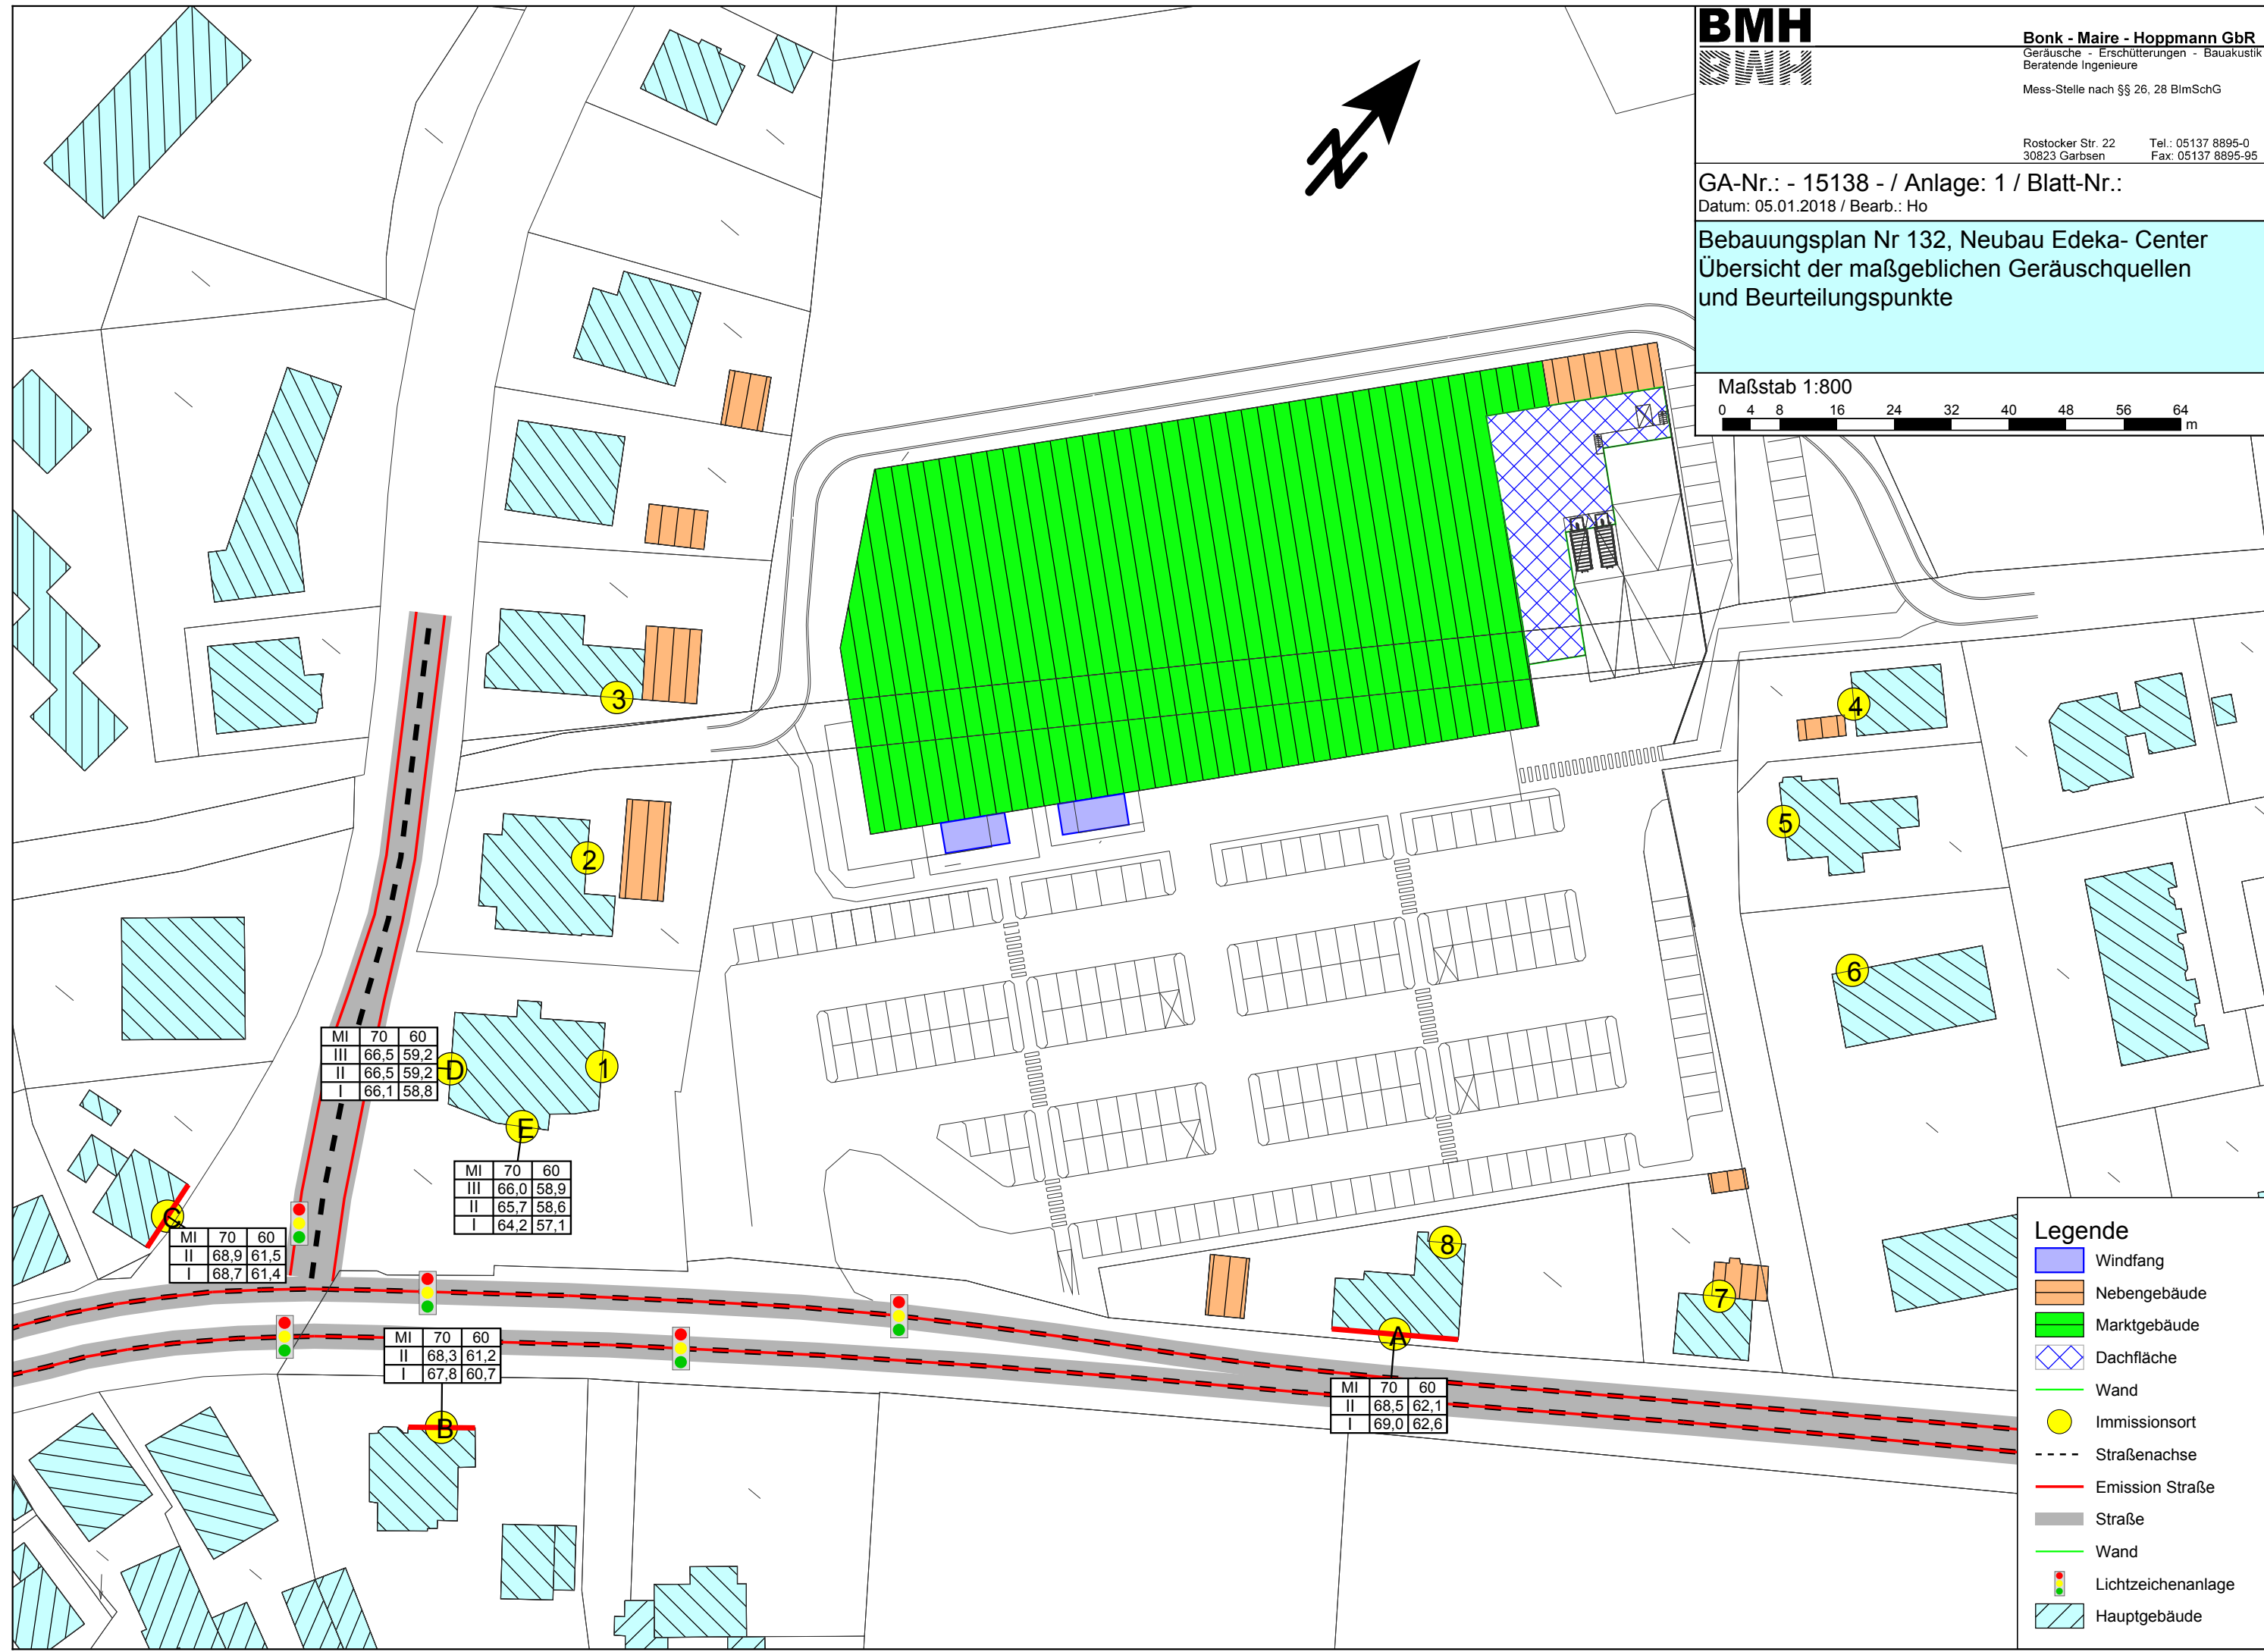 BMH
BMH
Bonk - Maire - Hoppmann GbR
Geräusche - Erschütterungen - Bauakustik
Beratende Ingenieure
Mess-Stelle nach §§ 26, 28 BImSchG
Rostocker Str. 22 Tel.: 05137 8895-0
30823 Garbsen Fax: 05137 8895-95
GA-Nr.: - 15138 - / Anlage: 1 / Blatt-Nr.:
Datum: 05.01.2018 / Bearb.: Ho
Bebauungsplan Nr 132, Neubau Edeka- Center
Übersicht der maßgeblichen Geräuschquellen
und Beurteilungspunkte
Maßstab 1:800
0 4 8 16 24 32 40 48 56 64
m
N
3
4
2
5
6
1
D
MI 70 60
III 66,5 59,2
II 66,5 59,2
I 66,1 58,8
E
MI 70 60
III 66,0 58,9
II 65,7 58,6
I 64,2 57,1
C
MI 70 60
II 68,9 61,5
I 68,7 61,4
8
7
A
MI 70 60
II 68,5 62,1
I 69,0 62,6
MI 70 60
II 68,3 61,2
I 67,8 60,7
B
Legende
Windfang
Nebengebäude
Marktgebäude
Dachfläche
Wand
Immissionsort
Straßenachse
Emission Straße
Straße
Wand
Lichtzeichenanlage
Hauptgebäude